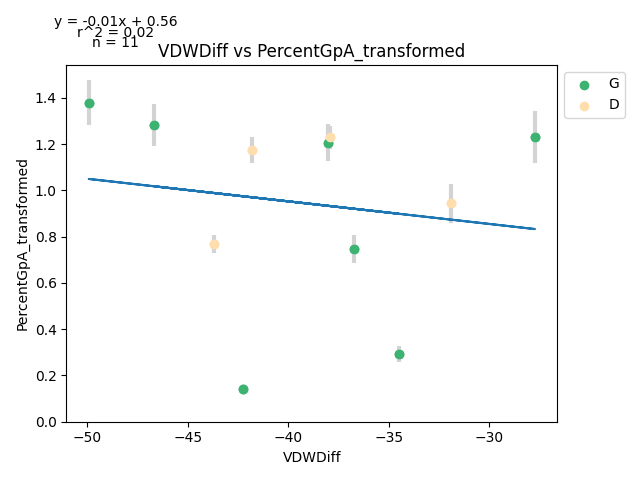 y = -0.01x + 0.56
r^2 = 0.02
n = 11
VDWDiff vs PercentGpA_transformed
G
D
PercentGpA_transformed
1.4
1.2
1.0
0.8
0.6
0.4
0.2
0.0
−50
−45
−40
−35
−30
VDWDiff